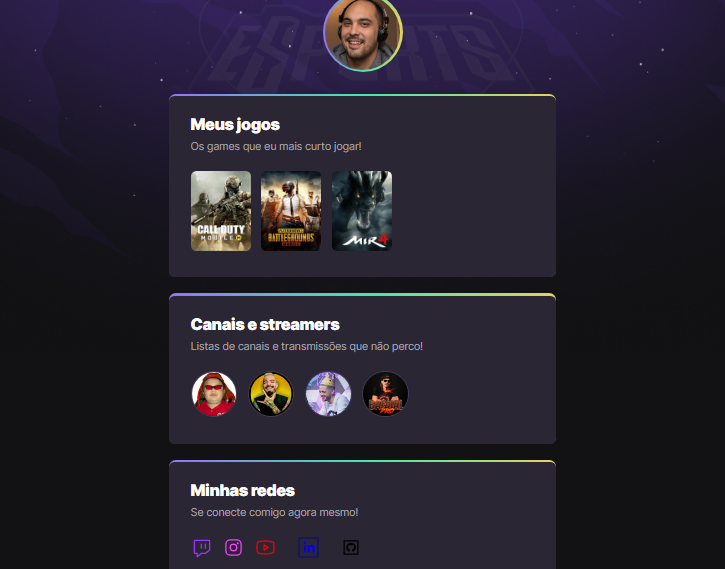 ESPORTS
Meus jogos
Os games que eu mais curto jogar!
CALL OF DUTY
MOBILE
BATTLEGROUNDS
MIR4
Canais e streamers
Listas de canais e transmissões que não perco!
Minhas redes
Se conecte comigo agora mesmo!
in